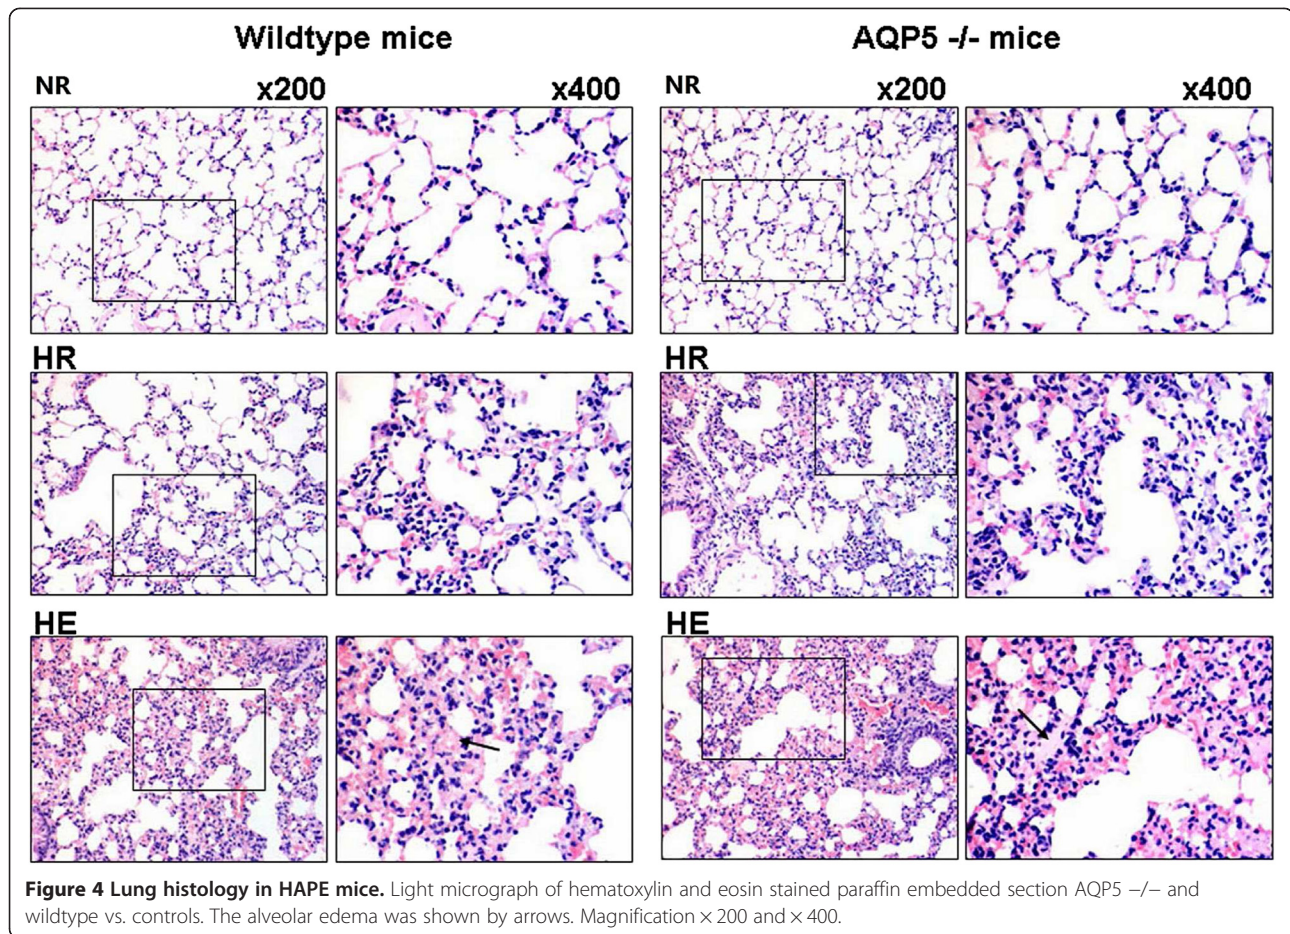 Wildtype mice AQP5 -/- mice
NR x200 x400 NR x200 x400
HR HR
HE HE
Figure 4 Lung histology in HAPE mice. Light micrograph of hematoxylin and eosin stained paraffin embedded section AQP5 −/− and
wildtype vs. controls. The alveolar edema was shown by arrows. Magnification × 200 and × 400.